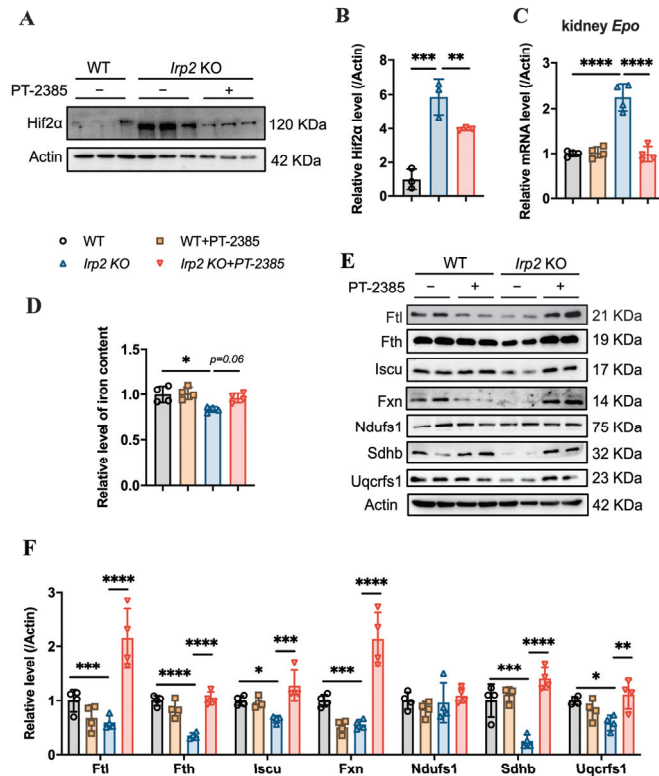 A
WT
Irp2 KO
PT-2385
−
−
+
Hif2α
120 KDa
Actin
42 KDa
B
Relative Hif2α level (/Actin)
8
6
4
2
0
***
**
C
kidney Epo
Relative mRNA level (/Actin)
3
2
1
0
****
****
WT
WT+PT-2385
Irp2 KO
Irp2 KO+PT-2385
D
Relative level of iron content
1.5
1.0
0.5
0.0
*
p=0.06
E
WT
Irp2 KO
PT-2385
−
+
−
+
Ftl
21 KDa
Fth
19 KDa
Iscu
17 KDa
Fxn
14 KDa
Ndufs1
75 KDa
Sdhb
32 KDa
Uqcrfs1
23 KDa
Actin
42 KDa
F
Relative level (/Actin)
3
2
1
0
***
****
****
****
*
***
***
****
***
****
*
**
Ftl
Fth
Iscu
Fxn
Ndufs1
Sdhb
Uqcrfs1